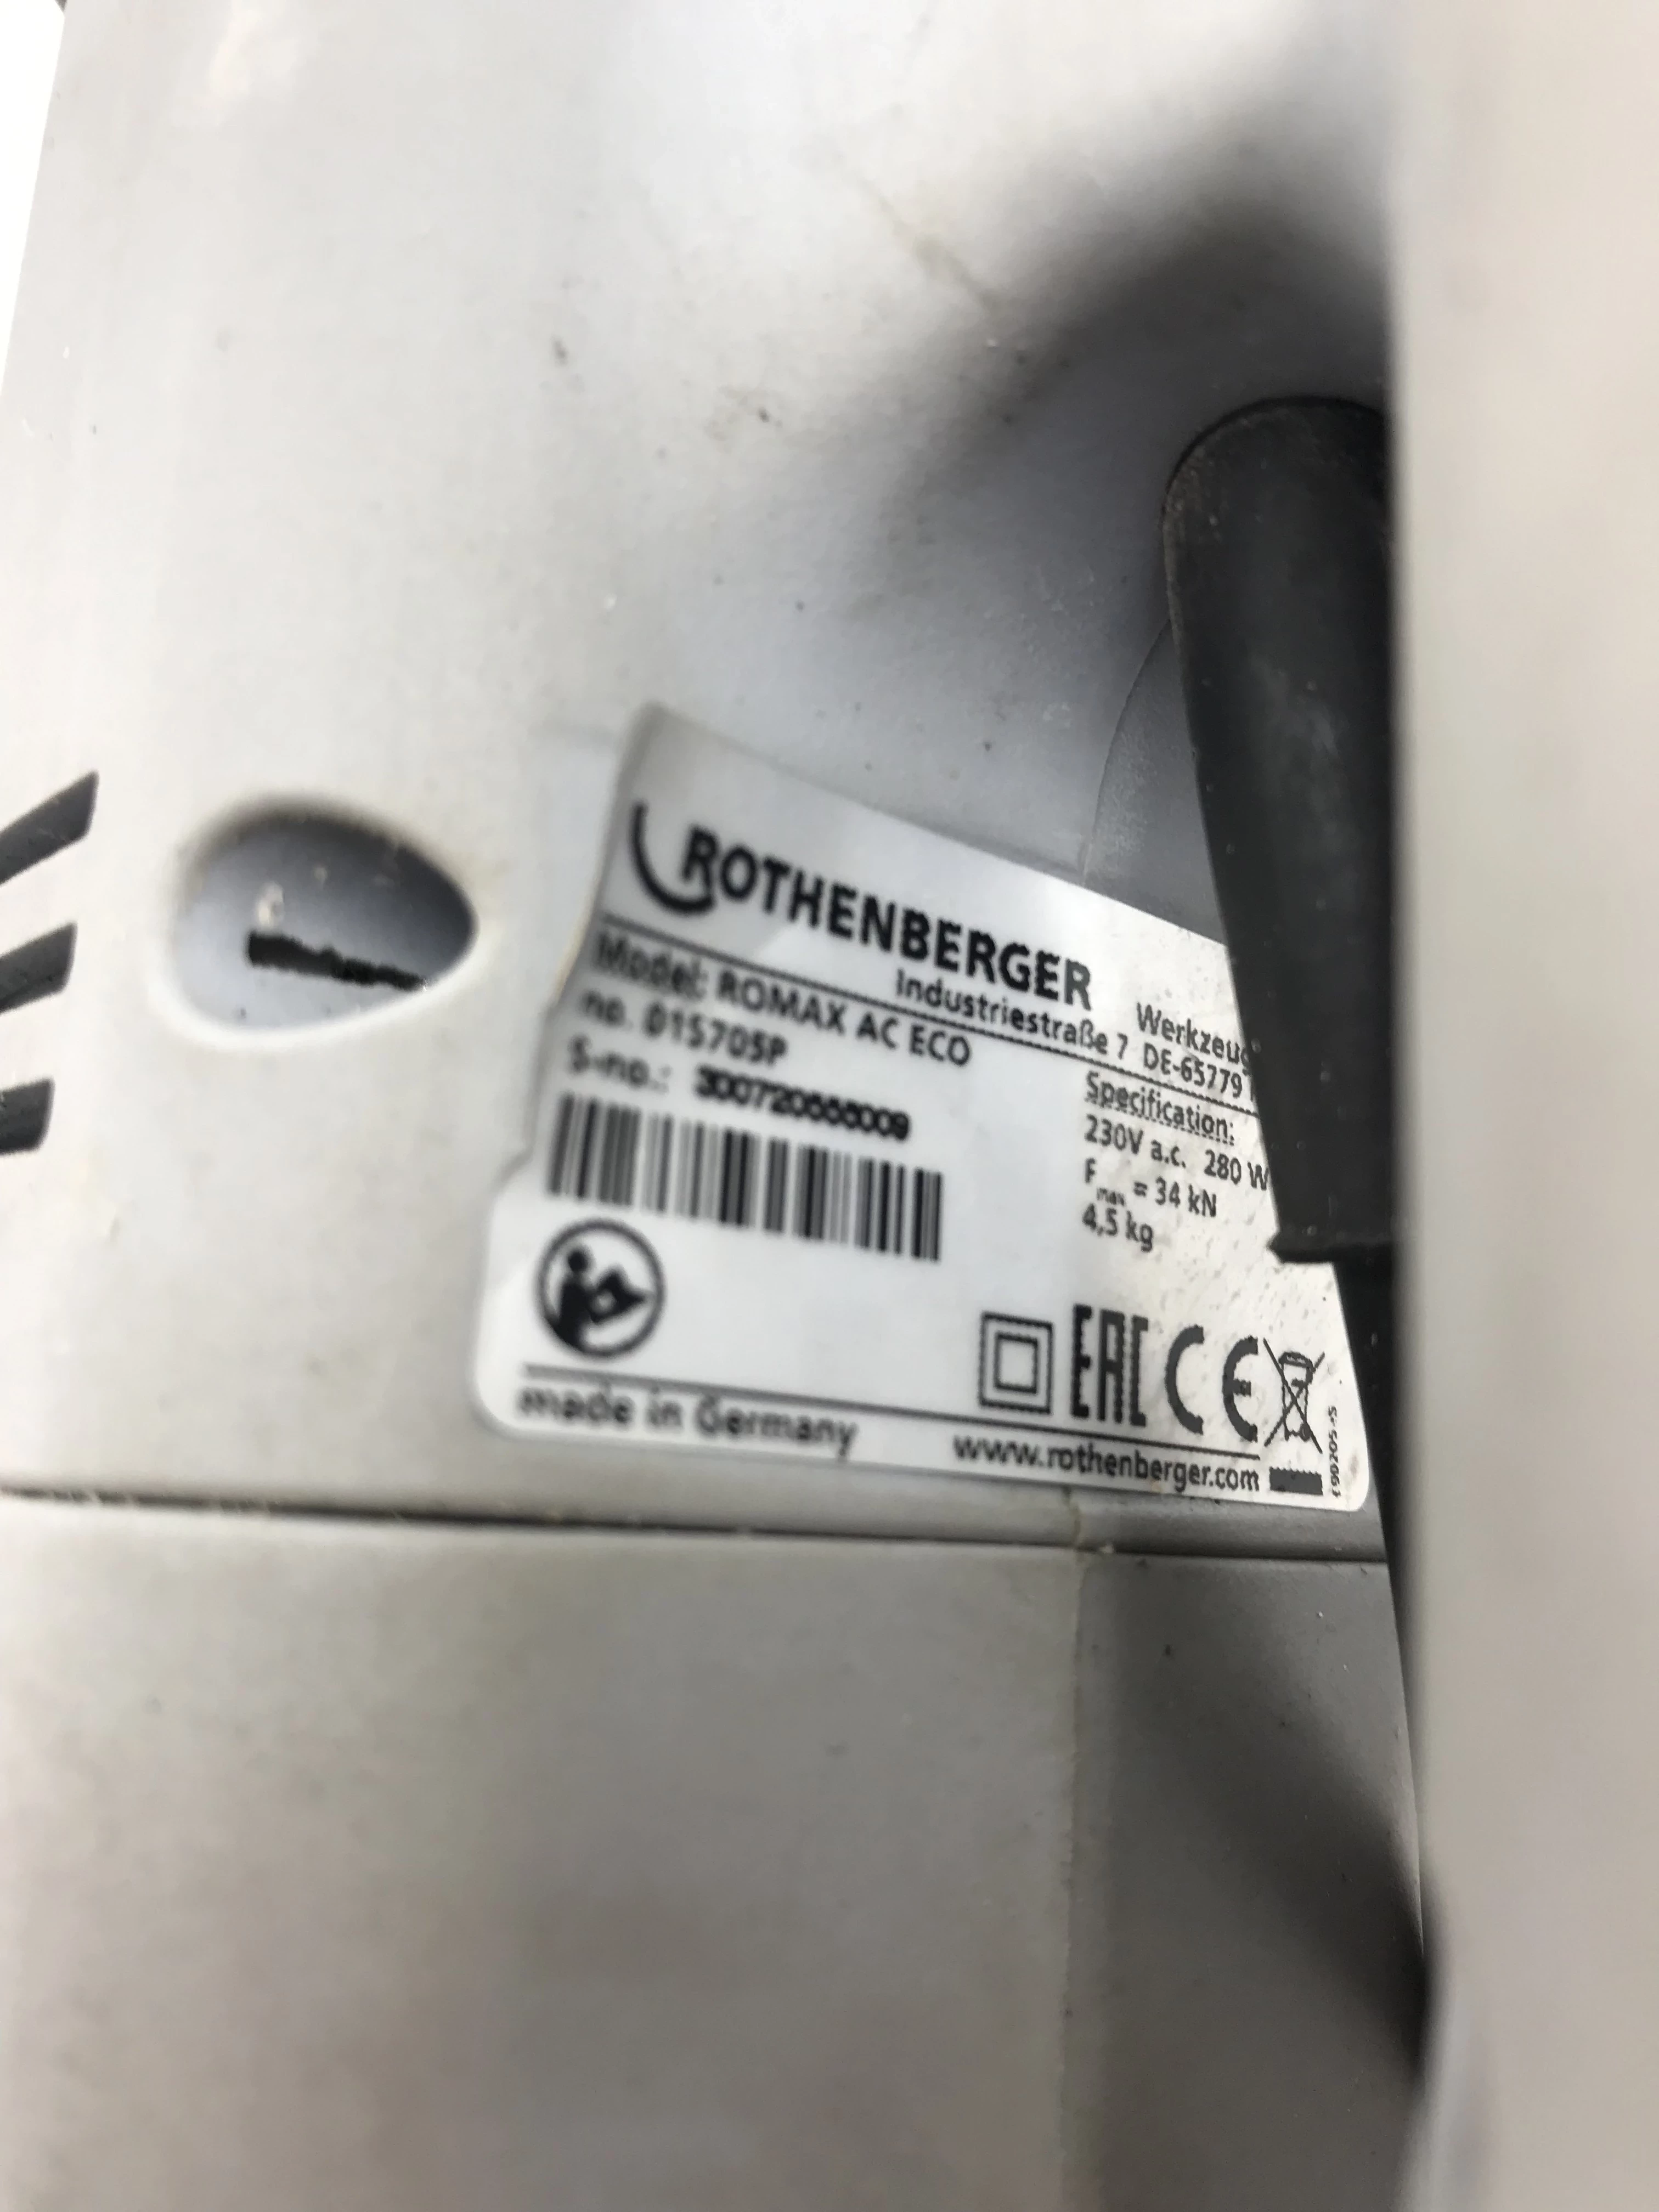 ROTHENBERGER Werkzeug
Industriestraße 7 DE-65779
Model: ROMAX AC ECO
no. 015705P
S-no.:
Specification:
230V a.c. 280 W
Fmax = 34 kN
4,5 kg
EAC CE
made in Germany
www.rothenberger.com